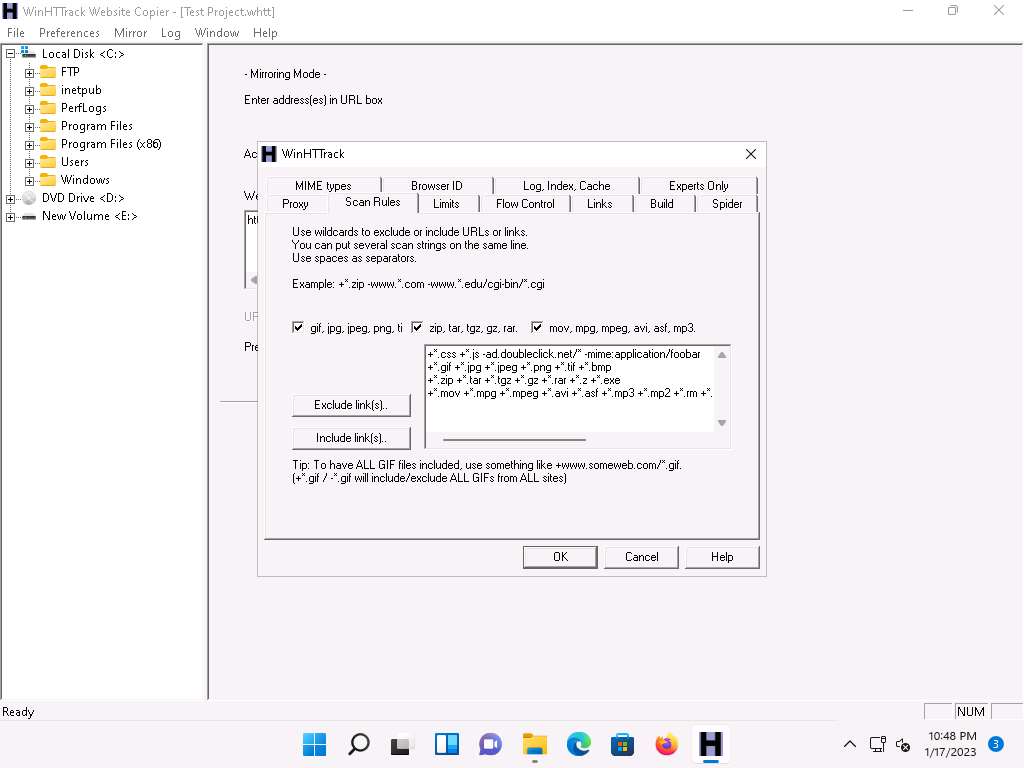 WinHTTrack Website Copier - [Test Project.whtt]
File Preferences Mirror Log Window Help
Local Disk <C:>
FTP
inetpub
PerfLogs
Program Files
Program Files (x86)
Users
Windows
DVD Drive <D:>
New Volume <E:>
- Mirroring Mode -
Enter address(es) in URL box
Ac
We
htt
UR
Pre
WinHTTrack
MIME types Browser ID Log, Index, Cache Experts Only
Proxy Scan Rules Limits Flow Control Links Build Spider
Use wildcards to exclude or include URLs or links.
You can put several scan strings on the same line.
Use spaces as separators.
Example: +*.zip -www.*.com -www.*.edu/cgi-bin/*.cgi
gif, jpg, jpeg, png, ti zip, tar, tgz, gz, rar. mov, mpg, mpeg, avi, asf, mp3.
+*.css +*.js -ad.doubleclick.net/* -mime:application/foobar
+*.gif +*.jpg +*.jpeg +*.png +*.tif +*.bmp
+*.zip +*.tar +*.tgz +*.gz +*.rar +*.z +*.exe
+*.mov +*.mpg +*.mpeg +*.avi +*.asf +*.mp3 +*.mp2 +*.rm +*.
Exclude link(s)..
Include link(s)..
Tip: To have ALL GIF files included, use something like +www.someweb.com/*.gif.
(+*.gif / -*.gif will include/exclude ALL GIFs from ALL sites)
OK Cancel Help
Ready
NUM
10:48 PM
1/17/2023
3